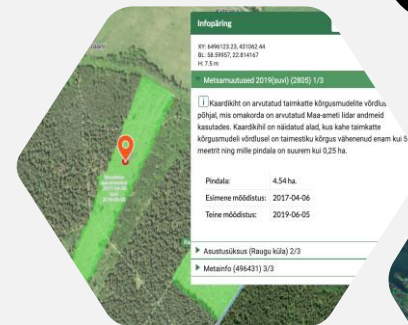 Infopäring
XY: 6496123.23, 431062.44
BL: 58.59957, 22.814167
H: 7.5 m
Metsamuutused 2019(suvi) (2805) 1/3
Kaardikiht on arvutatud taimkatte kõrgusmudelite võrdlus
põhjal, mis omakorda on arvutatud Maa-ameti lidar andmeid
kasutades. Kaardikihil on näidatud alad, kus kahe taimkatte
kõrgusmudeli võrdlusel on taimestiku kõrgus vähenenud enam kui 5
meetrit ning mille pindala on suurem kui 0,25 ha.
Pindala: 4.54 ha.
Esimene mõõdistus: 2017-04-06
Teine mõõdistus: 2019-06-05
Asustusüksus (Raugu küla) 2/3
Metainfo (496431) 3/3